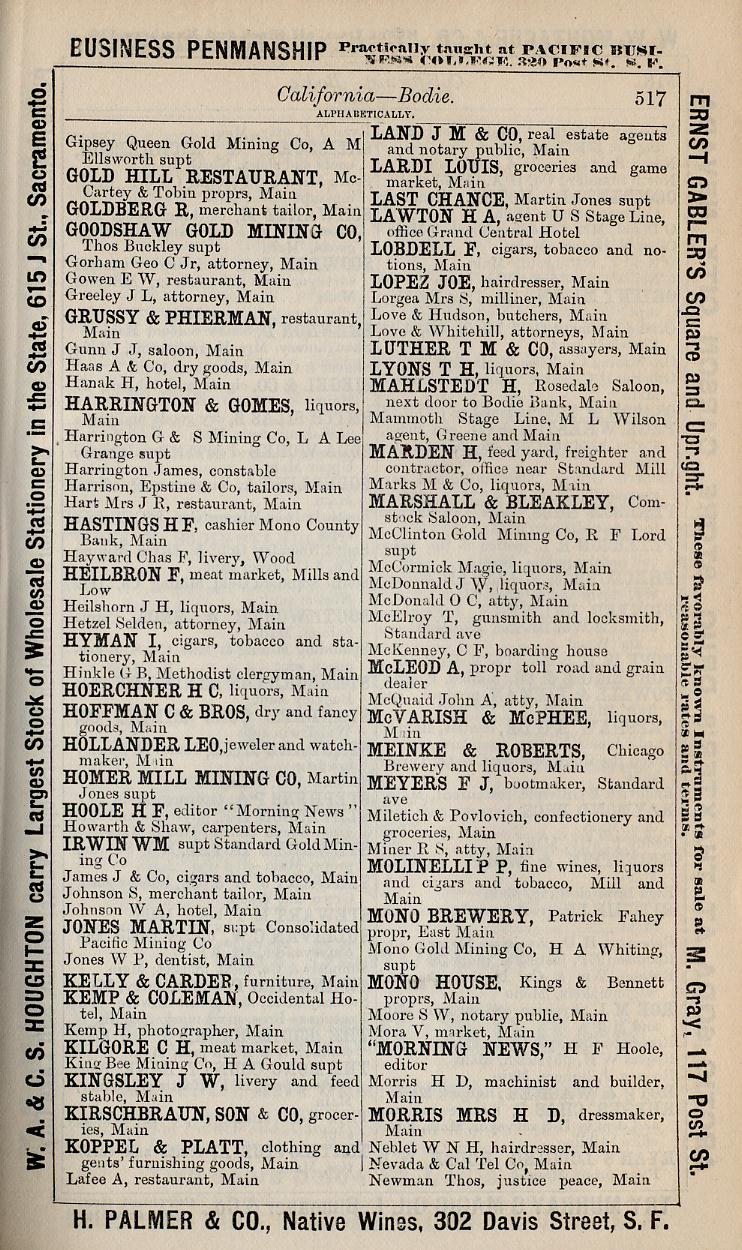 BUSINESS PENMANSHIP Practically taught at PACIFIC BUSI-
NESS COLLEGE. 320 Post St. S. F.
California—Bodie. 517
ALPHABETICALLY.
Gipsey Queen Gold Mining Co, A M
Ellsworth supt
GOLD HILL RESTAURANT, Mc-
Cartey & Tobin proprs, Main
GOLDBERG R, merchant tailor, Main
GOODSHAW GOLD MINING CO,
Thos Buckley supt
Gorham Geo C Jr, attorney, Main
Gowen E W, restaurant, Main
Greeley J L, attorney, Main
GRUSSY & PHIERMAN, restaurant,
Main
Gunn J J, saloon, Main
Haas A & Co, dry goods, Main
Hanak H, hotel, Main
HARRINGTON & GOMES, liquors,
Main
Harrington G & S Mining Co, L A Lee
Grange supt
Harrington James, constable
Harrison, Epstine & Co, tailors, Main
Hart Mrs J R, restaurant, Main
HASTINGS H F, cashier Mono County
Bank, Main
Hayward Chas F, livery, Wood
HEILBRON F, meat market, Mills and
Low
Heilshorn J H, liquors, Main
Hetzel Selden, attorney, Main
HYMAN I, cigars, tobacco and sta-
tionery, Main
Hinkle G B, Methodist clergyman, Main
HOERCHNER H C, liquors, Main
HOFFMAN C & BROS, dry and fancy
goods, Main
HOLLANDER LEO, jeweler and watch-
maker, Main
HOMER MILL MINING CO, Martin
Jones supt
HOOLE H F, editor "Morning News"
Howarth & Shaw, carpenters, Main
IRWIN WM supt Standard Gold Min-
ing Co
James J & Co, cigars and tobacco, Main
Johnson S, merchant tailor, Main
Johnson W A, hotel, Main
JONES MARTIN, supt Consolidated
Pacific Mining Co
Jones W P, dentist, Main
KELLY & CARDER, furniture, Main
KEMP & COLEMAN, Occidental Ho-
tel, Main
Kemp H, photographer, Main
KILGORE C H, meat market, Main
King Bee Mining Co, H A Gould supt
KINGSLEY J W, livery and feed
stable, Main
KIRSCHBRAUN, SON & CO, grocer-
ies, Main
KOPPEL & PLATT, clothing and
gents' furnishing goods, Main
Lafee A, restaurant, Main
LAND J M & CO, real estate agents
and notary public, Main
LARDI LOUIS, groceries and game
market, Main
LAST CHANCE, Martin Jones supt
LAWTON H A, agent U S Stage Line,
office Grand Central Hotel
LOBDELL F, cigars, tobacco and no-
tions, Main
LOPEZ JOE, hairdresser, Main
Lorgea Mrs S, milliner, Main
Love & Hudson, butchers, Main
Love & Whitehill, attorneys, Main
LUTHER T M & CO, assayers, Main
LYONS T H, liquors, Main
MAHLSTEDT H, Rosedale Saloon,
next door to Bodie Bank, Main
Mammoth Stage Line, M L Wilson
agent, Greene and Main
MARDEN H, feed yard, freighter and
contractor, office near Standard Mill
Marks M & Co, liquors, Main
MARSHALL & BLEAKLEY, Com-
stock Saloon, Main
McClinton Gold Mining Co, R F Lord
supt
McCormick Magie, liquors, Main
McDonnald J W, liquors, Main
McDonald O C, atty, Main
McElroy T, gunsmith and locksmith,
Standard ave
McKenney, C F, boarding house
McLEOD A, propr toll road and grain
dealer
McQuaid John A, atty, Main
McVARISH & McPHEE, liquors,
Main
MEINKE & ROBERTS, Chicago
Brewery and liquors, Main
MEYERS F J, bootmaker, Standard
ave
Miletich & Povlovich, confectionery and
groceries, Main
Miner R S, atty, Main
MOLINELLI P P, fine wines, liquors
and cigars and tobacco, Mill and
Main
MONO BREWERY, Patrick Fahey
propr, East Main
Mono Gold Mining Co, H A Whiting,
supt
MONO HOUSE, Kings & Bennett
proprs, Main
Moore S W, notary public, Main
Mora V, market, Main
"MORNING NEWS," H F Hoole,
editor
Morris H D, machinist and builder,
Main
MORRIS MRS H D, dressmaker,
Main
Neblet W N H, hairdresser, Main
Nevada & Cal Tel Co, Main
Newman Thos, justice peace, Main
W. A. & C. S. HOUGHTON carry Largest Stock of Wholesale Stationery in the State, 615 J St., Sacramento.
ERNST GABLER'S Square and Upr.ght. These favorably known Instruments for sale at M. Gray, 117 Post St.
reasonable rates and terms.
H. PALMER & CO., Native Wines, 302 Davis Street, S. F.